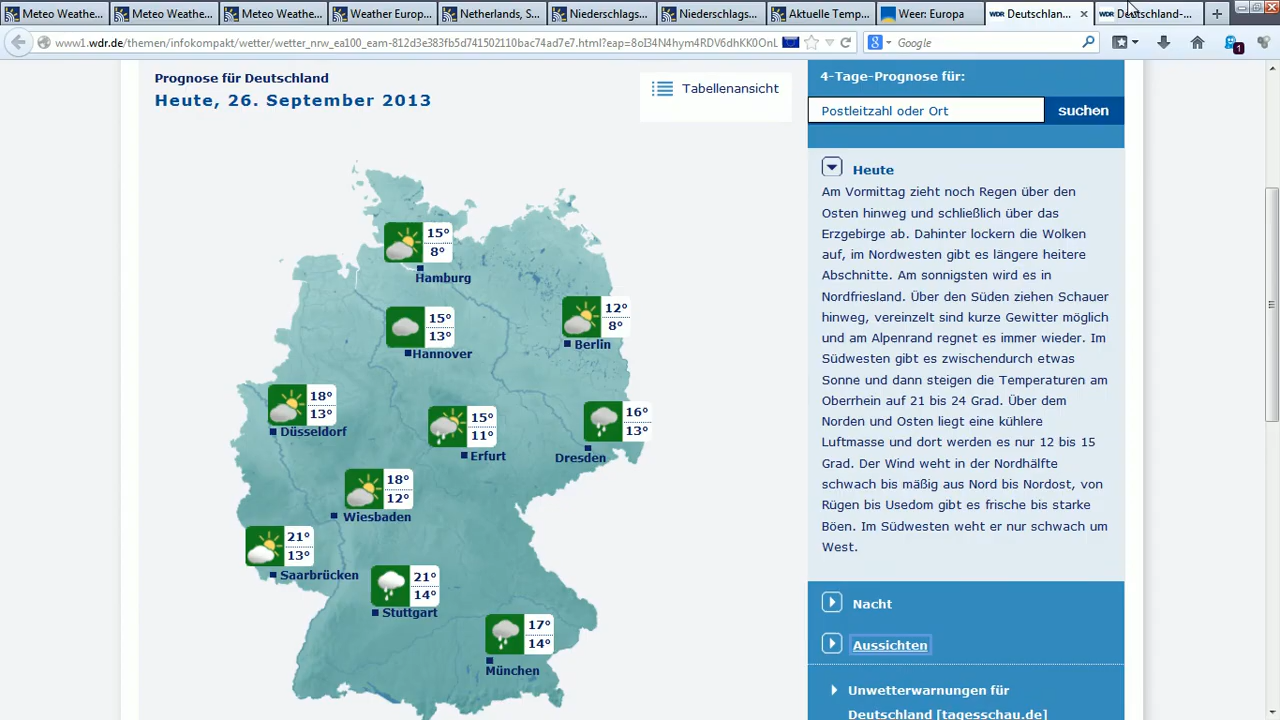 Meteo Weathe...
Meteo Weathe...
Meteo Weathe...
Weather Europ...
Netherlands, S...
Niederschlags...
Niederschlags...
Aktuelle Temp...
Weer: Europa
WDR Deutschlan...
WDR Deutschland-...
www1.wdr.de/themen/infokompakt/wetter/wetter_nrw_ea100_eam-812d3e383fb5d741502110bac74ad7e7.html?eap=8oI34N4hym4RDV6dhKK0OnL
Google
1
Prognose für Deutschland
Heute, 26. September 2013
Tabellenansicht
15°
8°
Hamburg
15°
13°
Hannover
12°
8°
Berlin
18°
13°
Düsseldorf
15°
11°
Erfurt
16°
13°
Dresden
18°
12°
Wiesbaden
21°
13°
Saarbrücken
21°
14°
Stuttgart
17°
14°
München
4-Tage-Prognose für:
Postleitzahl oder Ort
suchen
Heute
Am Vormittag zieht noch Regen über den
Osten hinweg und schließlich über das
Erzgebirge ab. Dahinter lockern die Wolken
auf, im Nordwesten gibt es längere heitere
Abschnitte. Am sonnigsten wird es in
Nordfriesland. Über den Süden ziehen Schauer
hinweg, vereinzelt sind kurze Gewitter möglich
und am Alpenrand regnet es immer wieder. Im
Südwesten gibt es zwischendurch etwas
Sonne und dann steigen die Temperaturen am
Oberrhein auf 21 bis 24 Grad. Über dem
Norden und Osten liegt eine kühlere
Luftmasse und dort werden es nur 12 bis 15
Grad. Der Wind weht in der Nordhälfte
schwach bis mäßig aus Nord bis Nordost, von
Rügen bis Usedom gibt es frische bis starke
Böen. Im Südwesten weht er nur schwach um
West.
Nacht
Aussichten
Unwetterwarnungen für
Deutschland [tagesschau.de]